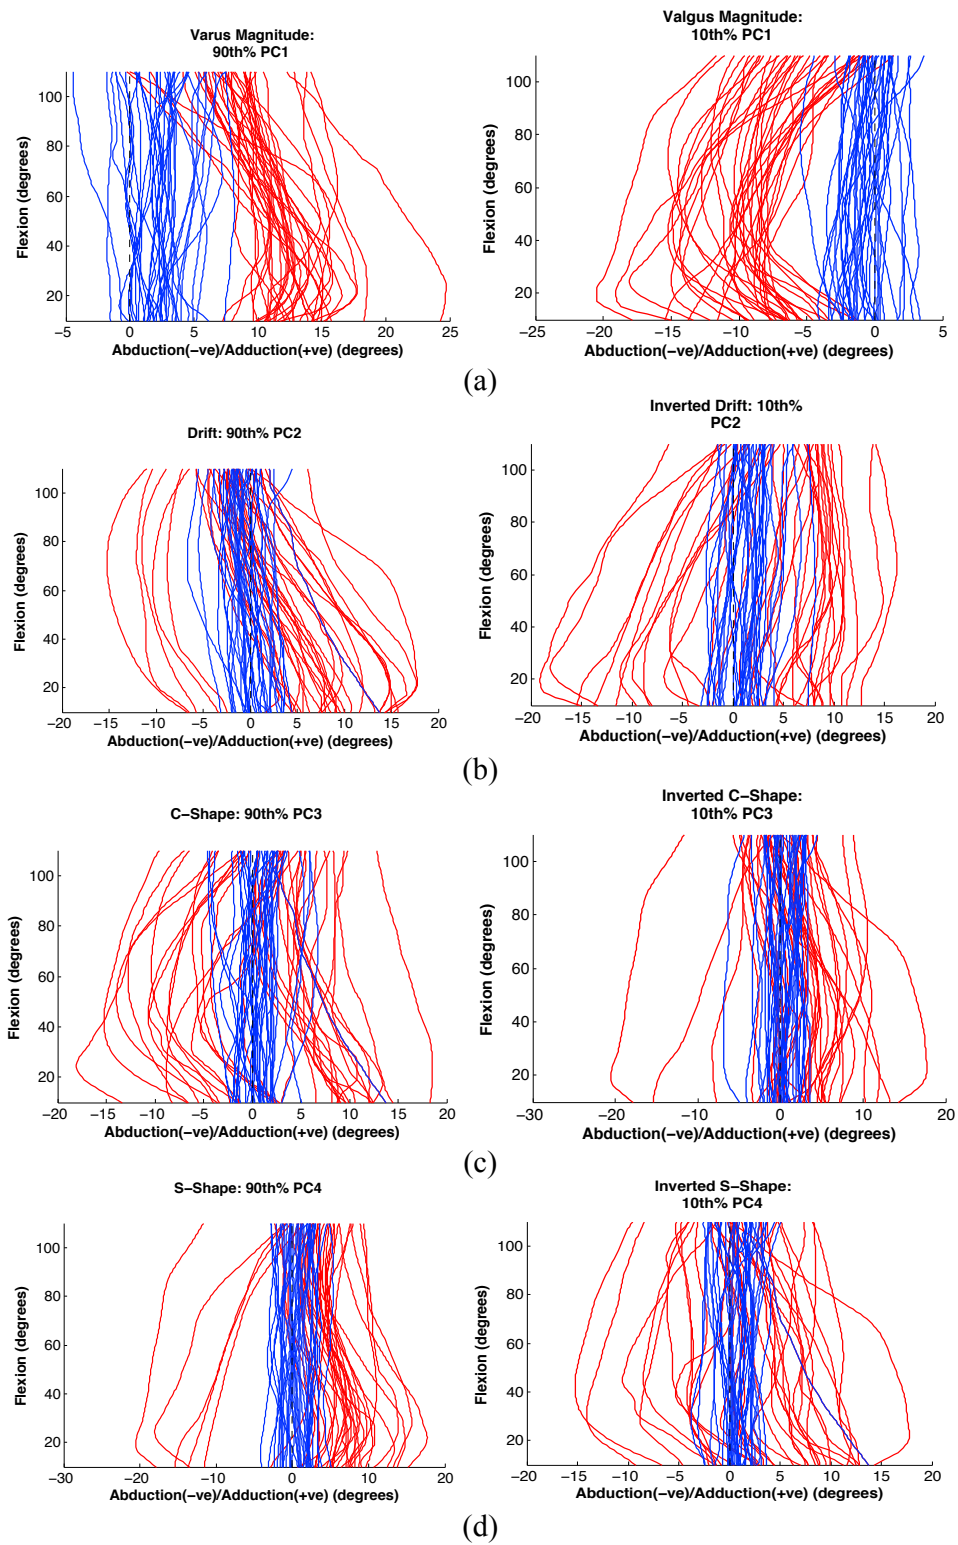 Varus Magnitude:
90th% PC1
Flexion (degrees)
100
80
60
40
20
−5 0 5 10 15 20 25
Abduction(−ve)/Adduction(+ve) (degrees)
Valgus Magnitude:
10th% PC1
Flexion (degrees)
100
80
60
40
20
−25 −20 −15 −10 −5 0 5
Abduction(−ve)/Adduction(+ve) (degrees)
(a)
Drift: 90th% PC2
Flexion (degrees)
100
80
60
40
20
−20 −15 −10 −5 0 5 10 15 20
Abduction(−ve)/Adduction(+ve) (degrees)
Inverted Drift: 10th%
PC2
Flexion (degrees)
100
80
60
40
20
−20 −15 −10 −5 0 5 10 15 20
Abduction(−ve)/Adduction(+ve) (degrees)
(b)
C−Shape: 90th% PC3
Flexion (degrees)
100
80
60
40
20
−20 −15 −10 −5 0 5 10 15 20
Abduction(−ve)/Adduction(+ve) (degrees)
Inverted C−Shape:
10th% PC3
Flexion (degrees)
100
80
60
40
20
−30 −20 −10 0 10 20
Abduction(−ve)/Adduction(+ve) (degrees)
(c)
S−Shape: 90th% PC4
Flexion (degrees)
100
80
60
40
20
−30 −20 −10 0 10 20
Abduction(−ve)/Adduction(+ve) (degrees)
Inverted S−Shape:
10th% PC4
Flexion (degrees)
100
80
60
40
20
−20 −15 −10 −5 0 5 10 15 20
Abduction(−ve)/Adduction(+ve) (degrees)
(d)